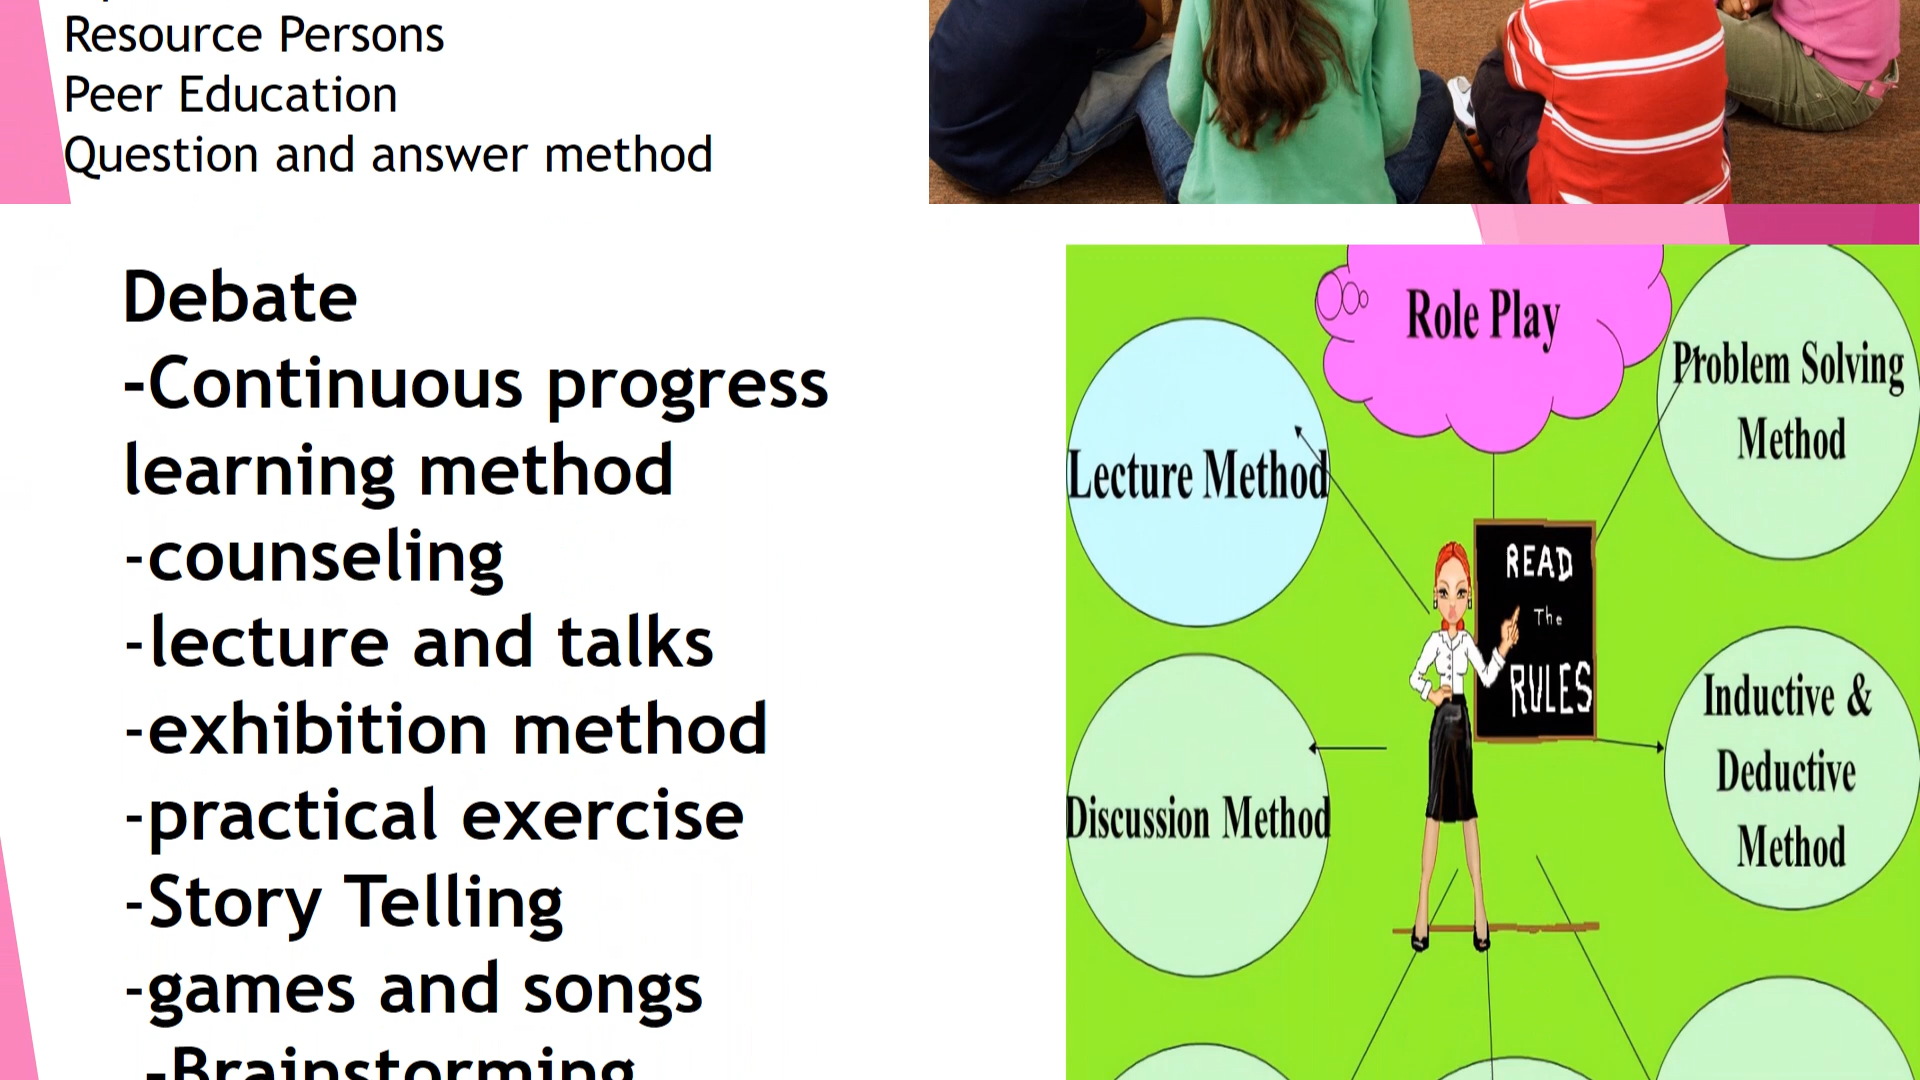 Resource Persons
Peer Education
Question and answer method
Debate
-Continuous progress
learning method
-counseling
-lecture and talks
-exhibition method
-practical exercise
-Story Telling
-games and songs
-Brainstorming
Role Play
Problem Solving
Method
Lecture Method
READ
The
RULES
Inductive &
Deductive
Method
Discussion Method